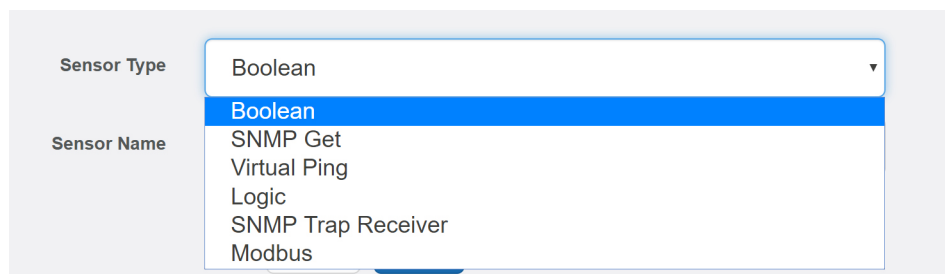 Sensor Type
Boolean
Boolean
Sensor Name
SNMP Get
Virtual Ping
Logic
SNMP Trap Receiver
Modbus